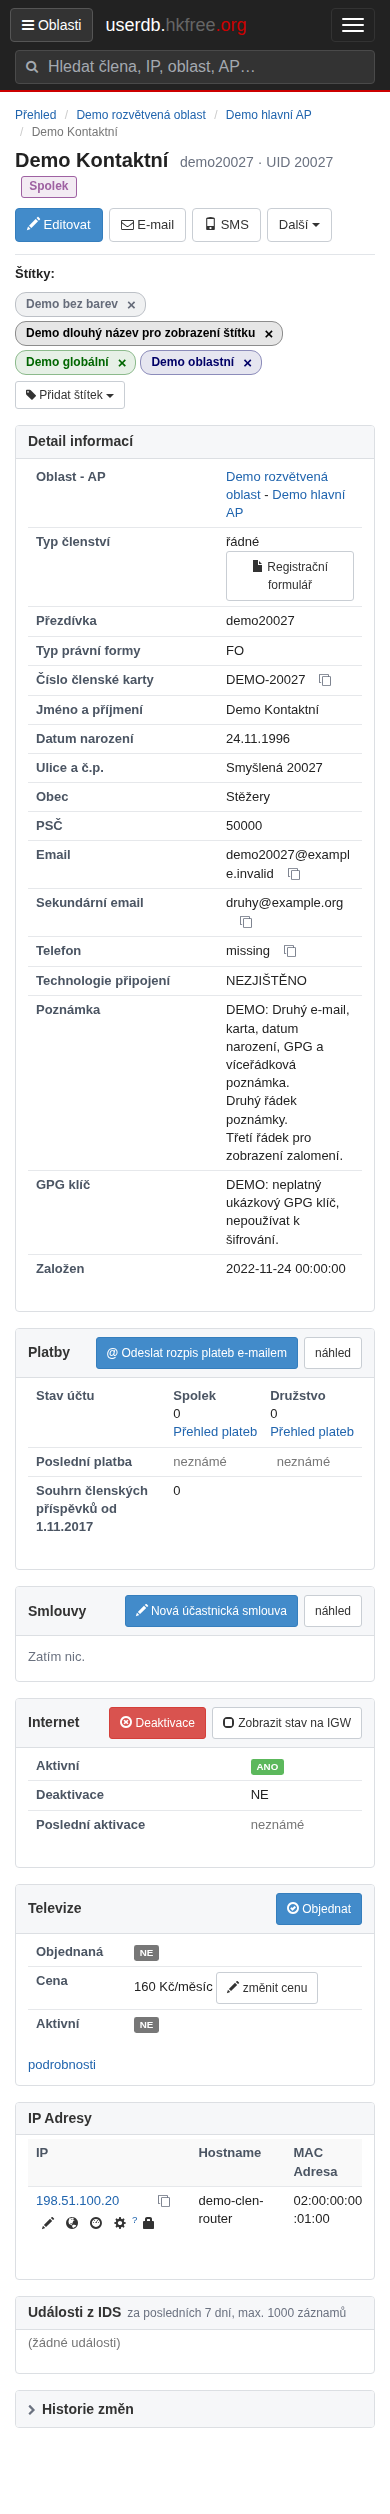 Oblasti userdb.hkfree.org
Hledat člena, IP, oblast, AP…
Přehled / Demo rozvětvená oblast / Demo hlavní AP
/ Demo Kontaktní
Demo Kontaktní demo20027 · UID 20027
Spolek
Editovat E-mail SMS Další
Štítky:
Demo bez barev ×
Demo dlouhý název pro zobrazení štítku ×
Demo globální × Demo oblastní ×
Přidat štítek
Detail informací
Oblast - AP Demo rozvětvená
oblast - Demo hlavní
AP
Typ členství řádné
Registrační
formulář
Přezdívka demo20027
Typ právní formy FO
Číslo členské karty DEMO-20027
Jméno a příjmení Demo Kontaktní
Datum narození 24.11.1996
Ulice a č.p. Smyšlená 20027
Obec Stěžery
PSČ 50000
Email demo20027@exampl
e.invalid
Sekundární email druhy@example.org
Telefon missing
Technologie připojení NEZJIŠTĚNO
Poznámka DEMO: Druhý e-mail,
karta, datum
narození, GPG a
víceřádková
poznámka.
Druhý řádek
poznámky.
Třetí řádek pro
zobrazení zalomení.
GPG klíč DEMO: neplatný
ukázkový GPG klíč,
nepoužívat k
šifrování.
Založen 2022-11-24 00:00:00
Platby @ Odeslat rozpis plateb e-mailem náhled
Stav účtu Spolek Družstvo
0 0
Přehled plateb Přehled plateb
Poslední platba neznámé neznámé
Souhrn členských 0
příspěvků od
1.11.2017
Smlouvy Nová účastnická smlouva náhled
Zatím nic.
Internet Deaktivace Zobrazit stav na IGW
Aktivní ANO
Deaktivace NE
Poslední aktivace neznámé
Televize Objednat
Objednaná NE
Cena 160 Kč/měsíc změnit cenu
Aktivní NE
podrobnosti
IP Adresy
IP Hostname MAC
Adresa
198.51.100.20 demo-clen- 02:00:00:00
? router :01:00
Události z IDS za posledních 7 dní, max. 1000 záznamů
(žádné události)
Historie změn